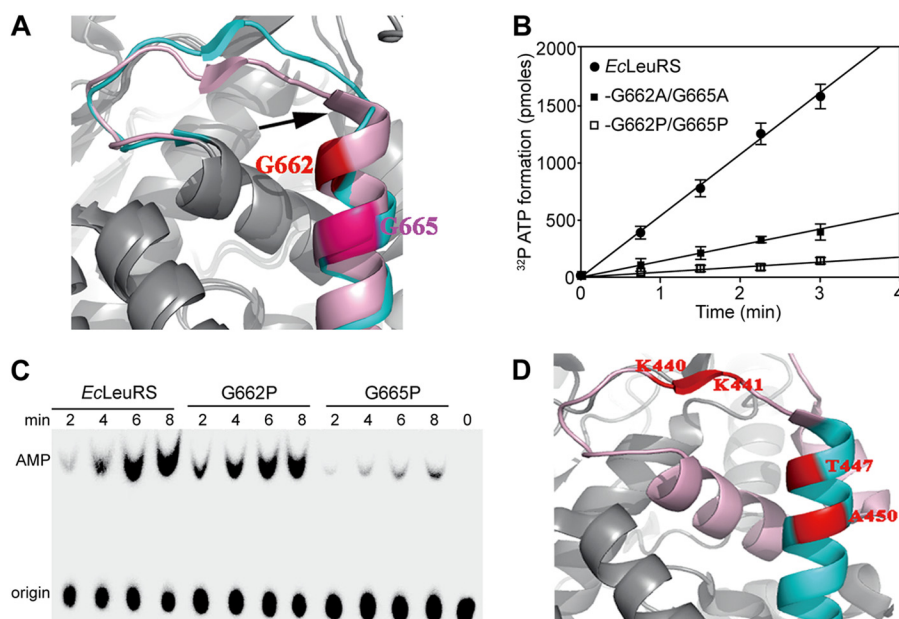 A
G662
G665
B
³²P ATP formation (pmoles)
2000
1500
1000
500
0
EcLeuRS
-G662A/G665A
-G662P/G665P
0 1 2 3 4
Time (min)
C
EcLeuRS G662P G665P
min 2 4 6 8 2 4 6 8 2 4 6 8 0
AMP
origin
D
K440
K441
T447
A450